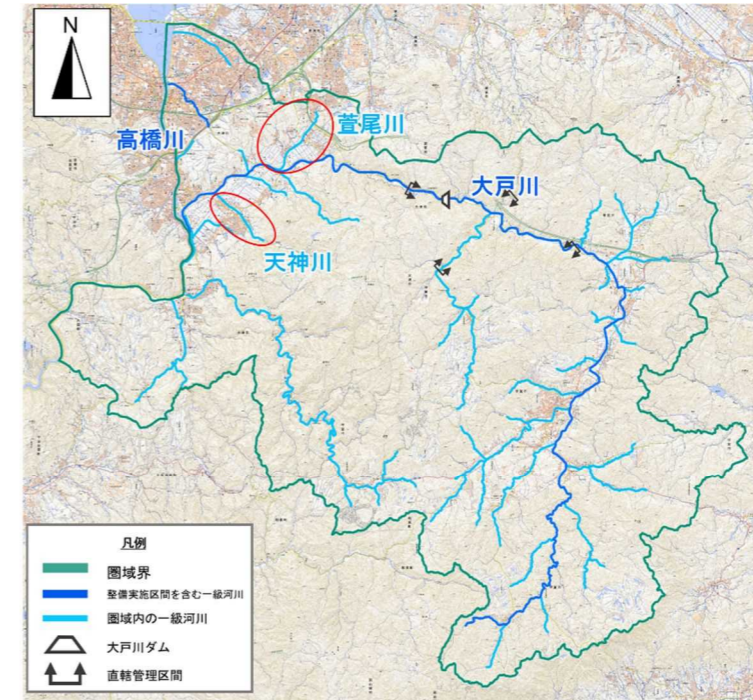 N
萱尾川
高橋川
大戸川
天神川
凡例
圏域界
整備実施区間を含む一級河川
圏域内の一級河川
大戸川ダム
直轄管理区間